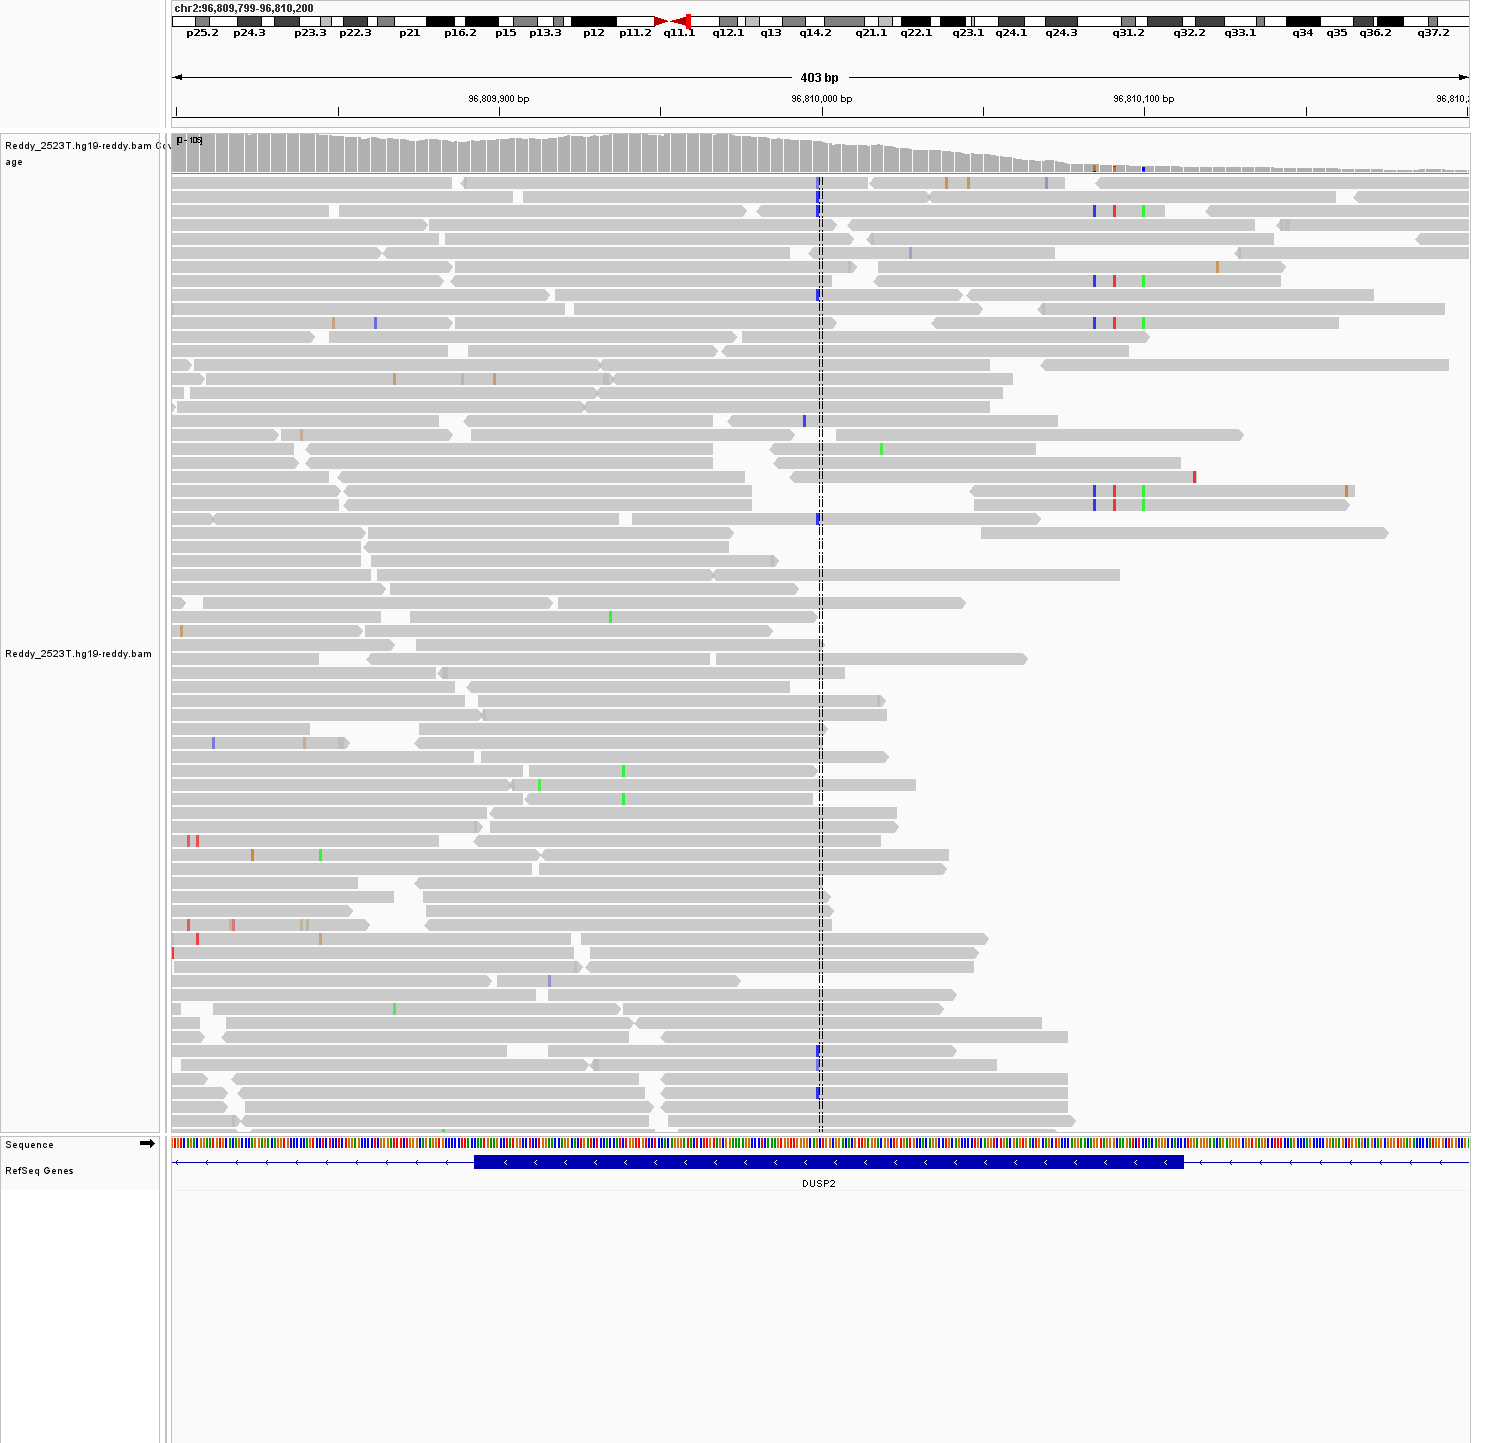 chr2:96,809,799-96,810,200
p25.2 p24.3 p23.3 p22.3 p21 p16.2 p15 p13.3 p12 p11.2 q11.1 q12.1 q13 q14.2 q21.1 q22.1 q23.1 q24.1 q24.3 q31.2 q32.2 q33.1 q34 q35 q36.2 q37.2
403 bp
96,809,900 bp 96,810,000 bp 96,810,100 bp 96,810,
[0 - 106]
Reddy_2523T.hg19-reddy.bam Cov
age
Reddy_2523T.hg19-reddy.bam
Sequence
RefSeq Genes
DUSP2